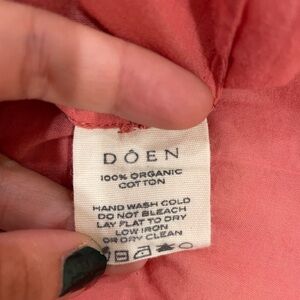 DÔEN
100% ORGANIC
COTTON
HAND WASH COLD
DO NOT BLEACH
LAY FLAT TO DRY
LOW IRON
OR DRY CLEAN